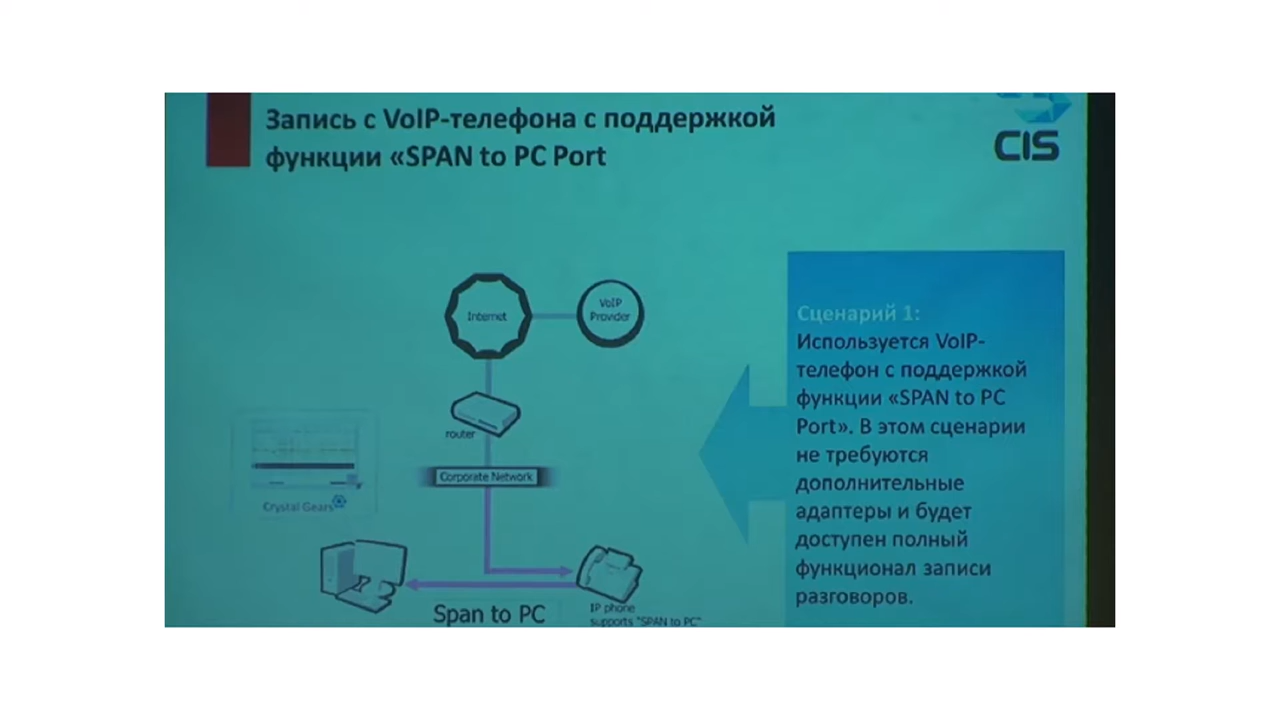 Запись с VoIP-телефона с поддержкой
функции «SPAN to PC Port
CIS
Internet
VoIP
Provider
router
Corporate Network
Crystal Gears
Span to PC
IP phone
supports "SPAN to PC"
Сценарий 1:
Используется VoIP-
телефон с поддержкой
функции «SPAN to PC
Port». В этом сценарии
не требуются
дополнительные
адаптеры и будет
доступен полный
функционал записи
разговоров.